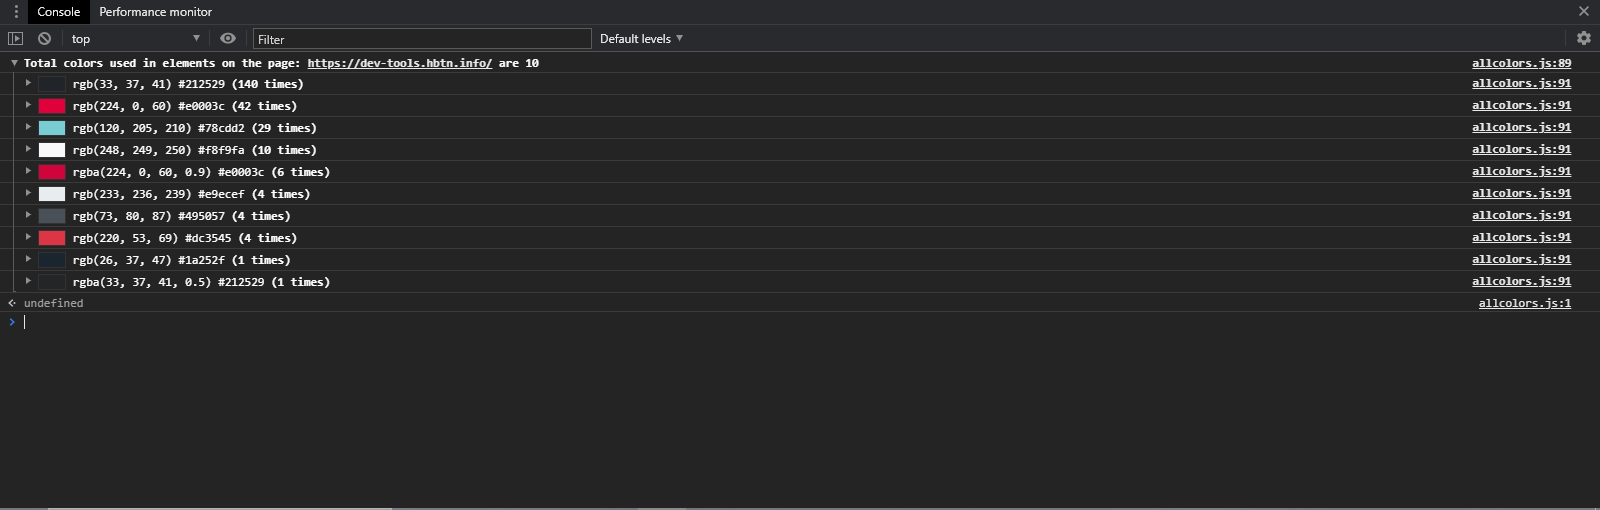 Console Performance monitor
top Filter Default levels
Total colors used in elements on the page: https://dev-tools.hbtn.info/ are 10 allcolors.js:89
rgb(33, 37, 41) #212529 (140 times) allcolors.js:91
rgb(224, 0, 60) #e0003c (42 times) allcolors.js:91
rgb(120, 205, 210) #78cdd2 (29 times) allcolors.js:91
rgb(248, 249, 250) #f8f9fa (10 times) allcolors.js:91
rgba(224, 0, 60, 0.9) #e0003c (6 times) allcolors.js:91
rgb(233, 236, 239) #e9ecef (4 times) allcolors.js:91
rgb(73, 80, 87) #495057 (4 times) allcolors.js:91
rgb(220, 53, 69) #dc3545 (4 times) allcolors.js:91
rgb(26, 37, 47) #1a252f (1 times) allcolors.js:91
rgba(33, 37, 41, 0.5) #212529 (1 times) allcolors.js:91
undefined allcolors.js:1